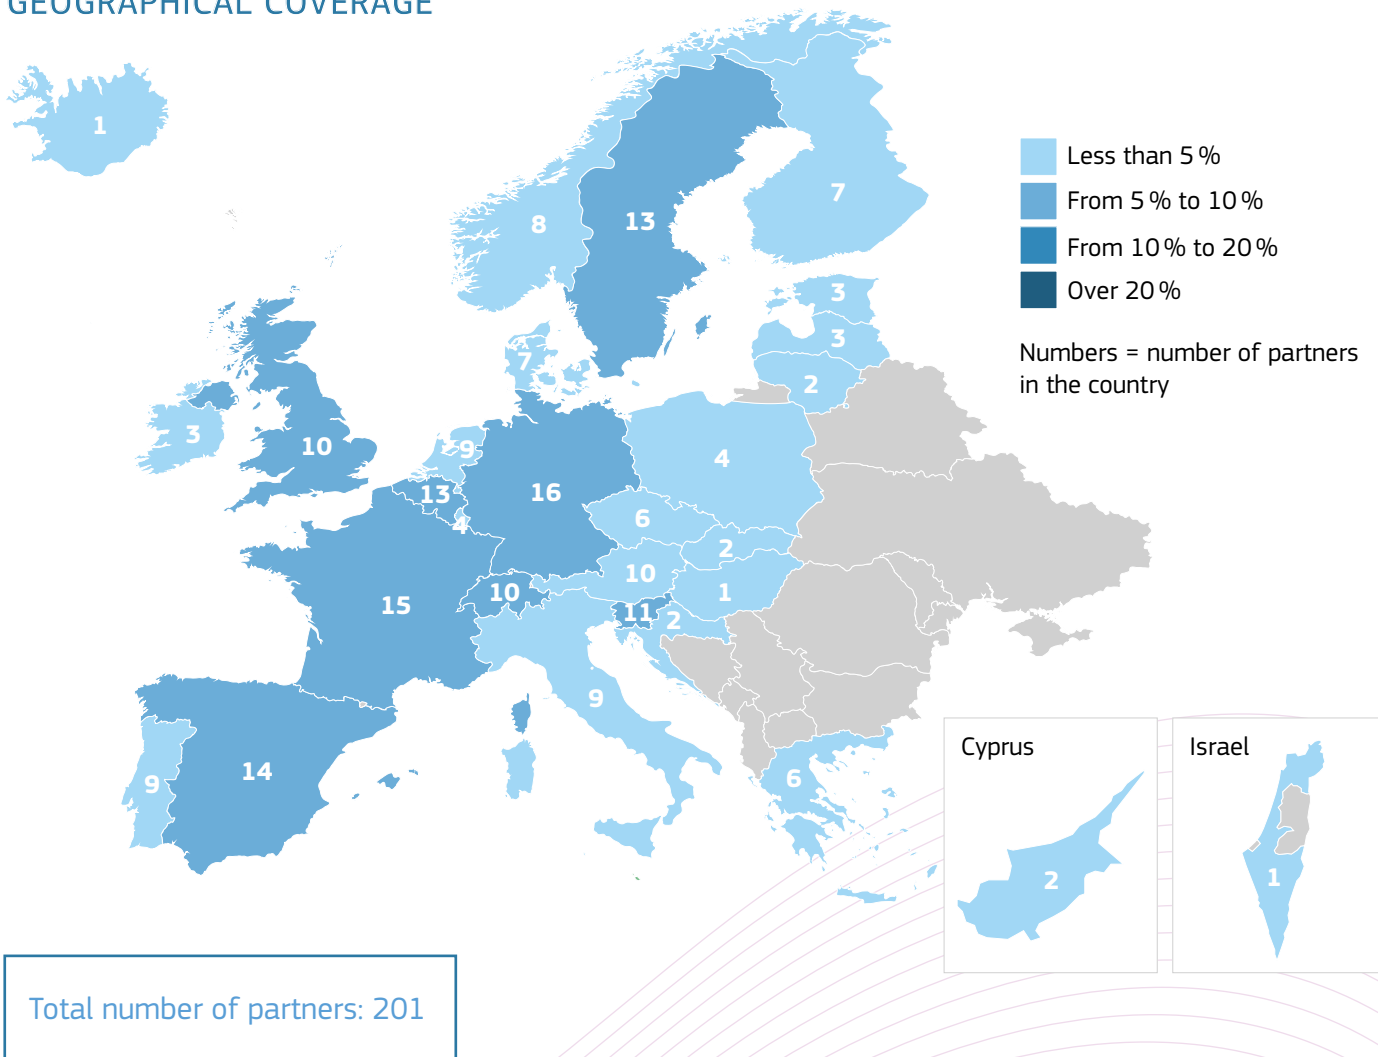 GEOGRAPHICAL COVERAGE
1
Less than 5 %
From 5 % to 10 %
From 10 % to 20 %
Over 20 %
Numbers = number of partners
in the country
7
8
13
3
3
7
2
3
10
9
4
13
16
4
6
2
10
1
10
15
11
2
9
14
9
6
Cyprus
2
Israel
1
Total number of partners: 201